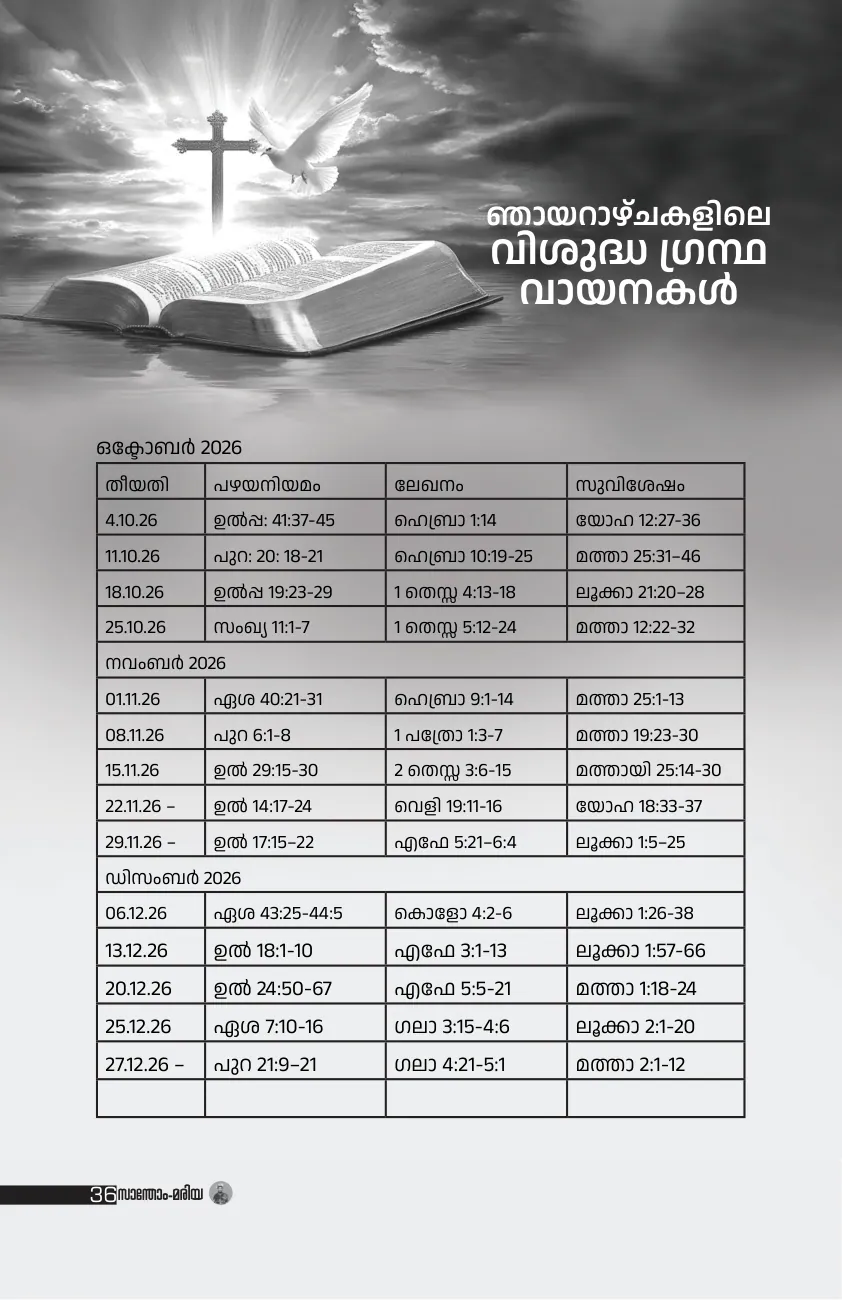 ഞായറാഴ്ചകളിലെ
വിശുദ്ധ ഗ്രന്ഥ
വായനകൾ
ഒക്ടോബർ 2026
തീയതി പഴയനിയമം ലേഖനം സുവിശേഷം
4.10.26 ഉൽപ്പ: 41:37-45 ഹെബ്രാ 1:14 യോഹ 12:27-36
11.10.26 പുറ: 20: 18-21 ഹെബ്രാ 10:19-25 മത്താ 25:31–46
18.10.26 ഉൽപ്പ 19:23-29 1 തെസ്സ 4:13-18 ലൂക്കാ 21:20–28
25.10.26 സംഖ്യ 11:1-7 1 തെസ്സ 5:12-24 മത്താ 12:22-32
നവംബർ 2026
01.11.26 ഏശ 40:21-31 ഹെബ്രാ 9:1-14 മത്താ 25:1-13
08.11.26 പുറ 6:1-8 1 പത്രോ 1:3-7 മത്താ 19:23-30
15.11.26 ഉൽ 29:15-30 2 തെസ്സ 3:6-15 മത്തായി 25:14-30
22.11.26 – ഉൽ 14:17-24 വെളി 19:11-16 യോഹ 18:33-37
29.11.26 – ഉൽ 17:15–22 എഫേ 5:21–6:4 ലൂക്കാ 1:5–25
ഡിസംബർ 2026
06.12.26 ഏശ 43:25-44:5 കൊളോ 4:2-6 ലൂക്കാ 1:26-38
13.12.26 ഉൽ 18:1-10 എഫേ 3:1-13 ലൂക്കാ 1:57-66
20.12.26 ഉൽ 24:50-67 എഫേ 5:5-21 മത്താ 1:18-24
25.12.26 ഏശ 7:10-16 ഗലാ 3:15-4:6 ലൂക്കാ 2:1-20
27.12.26 – പുറ 21:9–21 ഗലാ 4:21-5:1 മത്താ 2:1-12
36 സാന്തോം-മരിയ